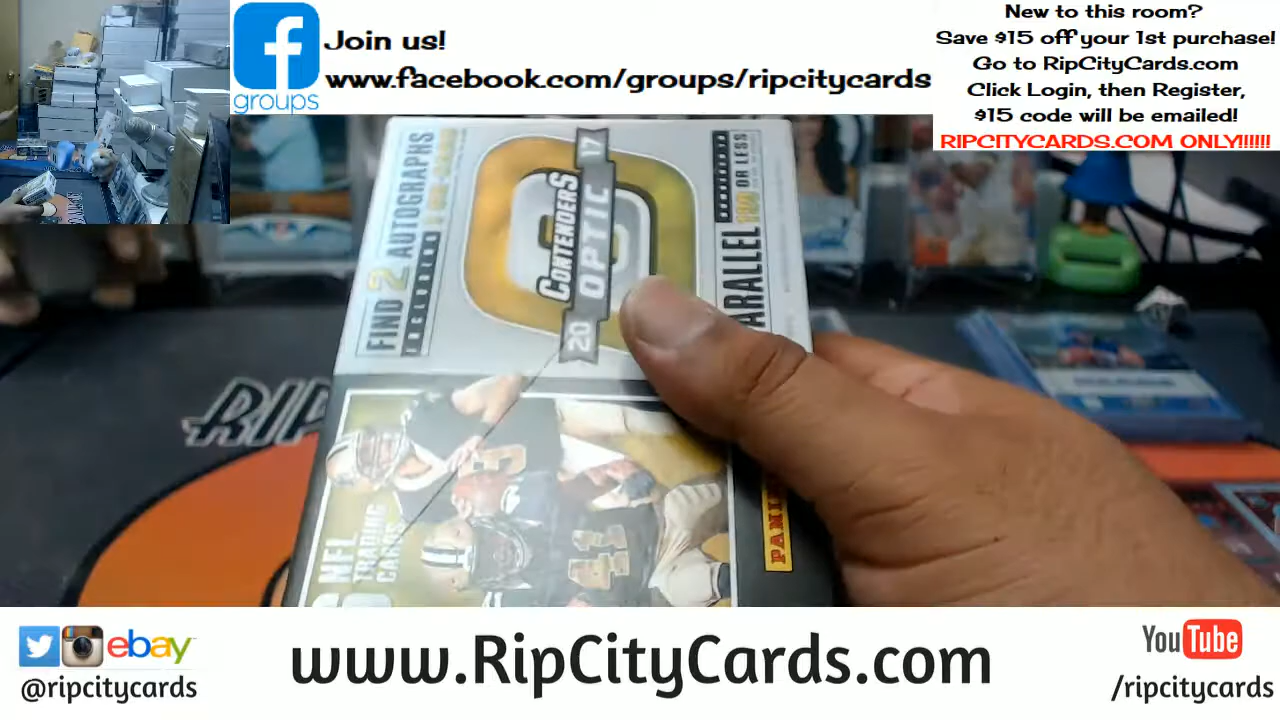 Join us!
www.facebook.com/groups/ripcitycards
groups
New to this room?
Save $15 off your 1st purchase!
Go to RipCityCards.com
Click Login, then Register,
$15 code will be emailed!
RIPCITYCARDS.COM ONLY!!!!!!
FIND 2 AUTOGRAPHS
CONTENDERS
20 OPTIC 17
OR LESS
PARALLEL
NFL
TRADING
CARDS
PANINI
RIP
ebay
@ripcitycards
www.RipCityCards.com
YouTube
/ripcitycards